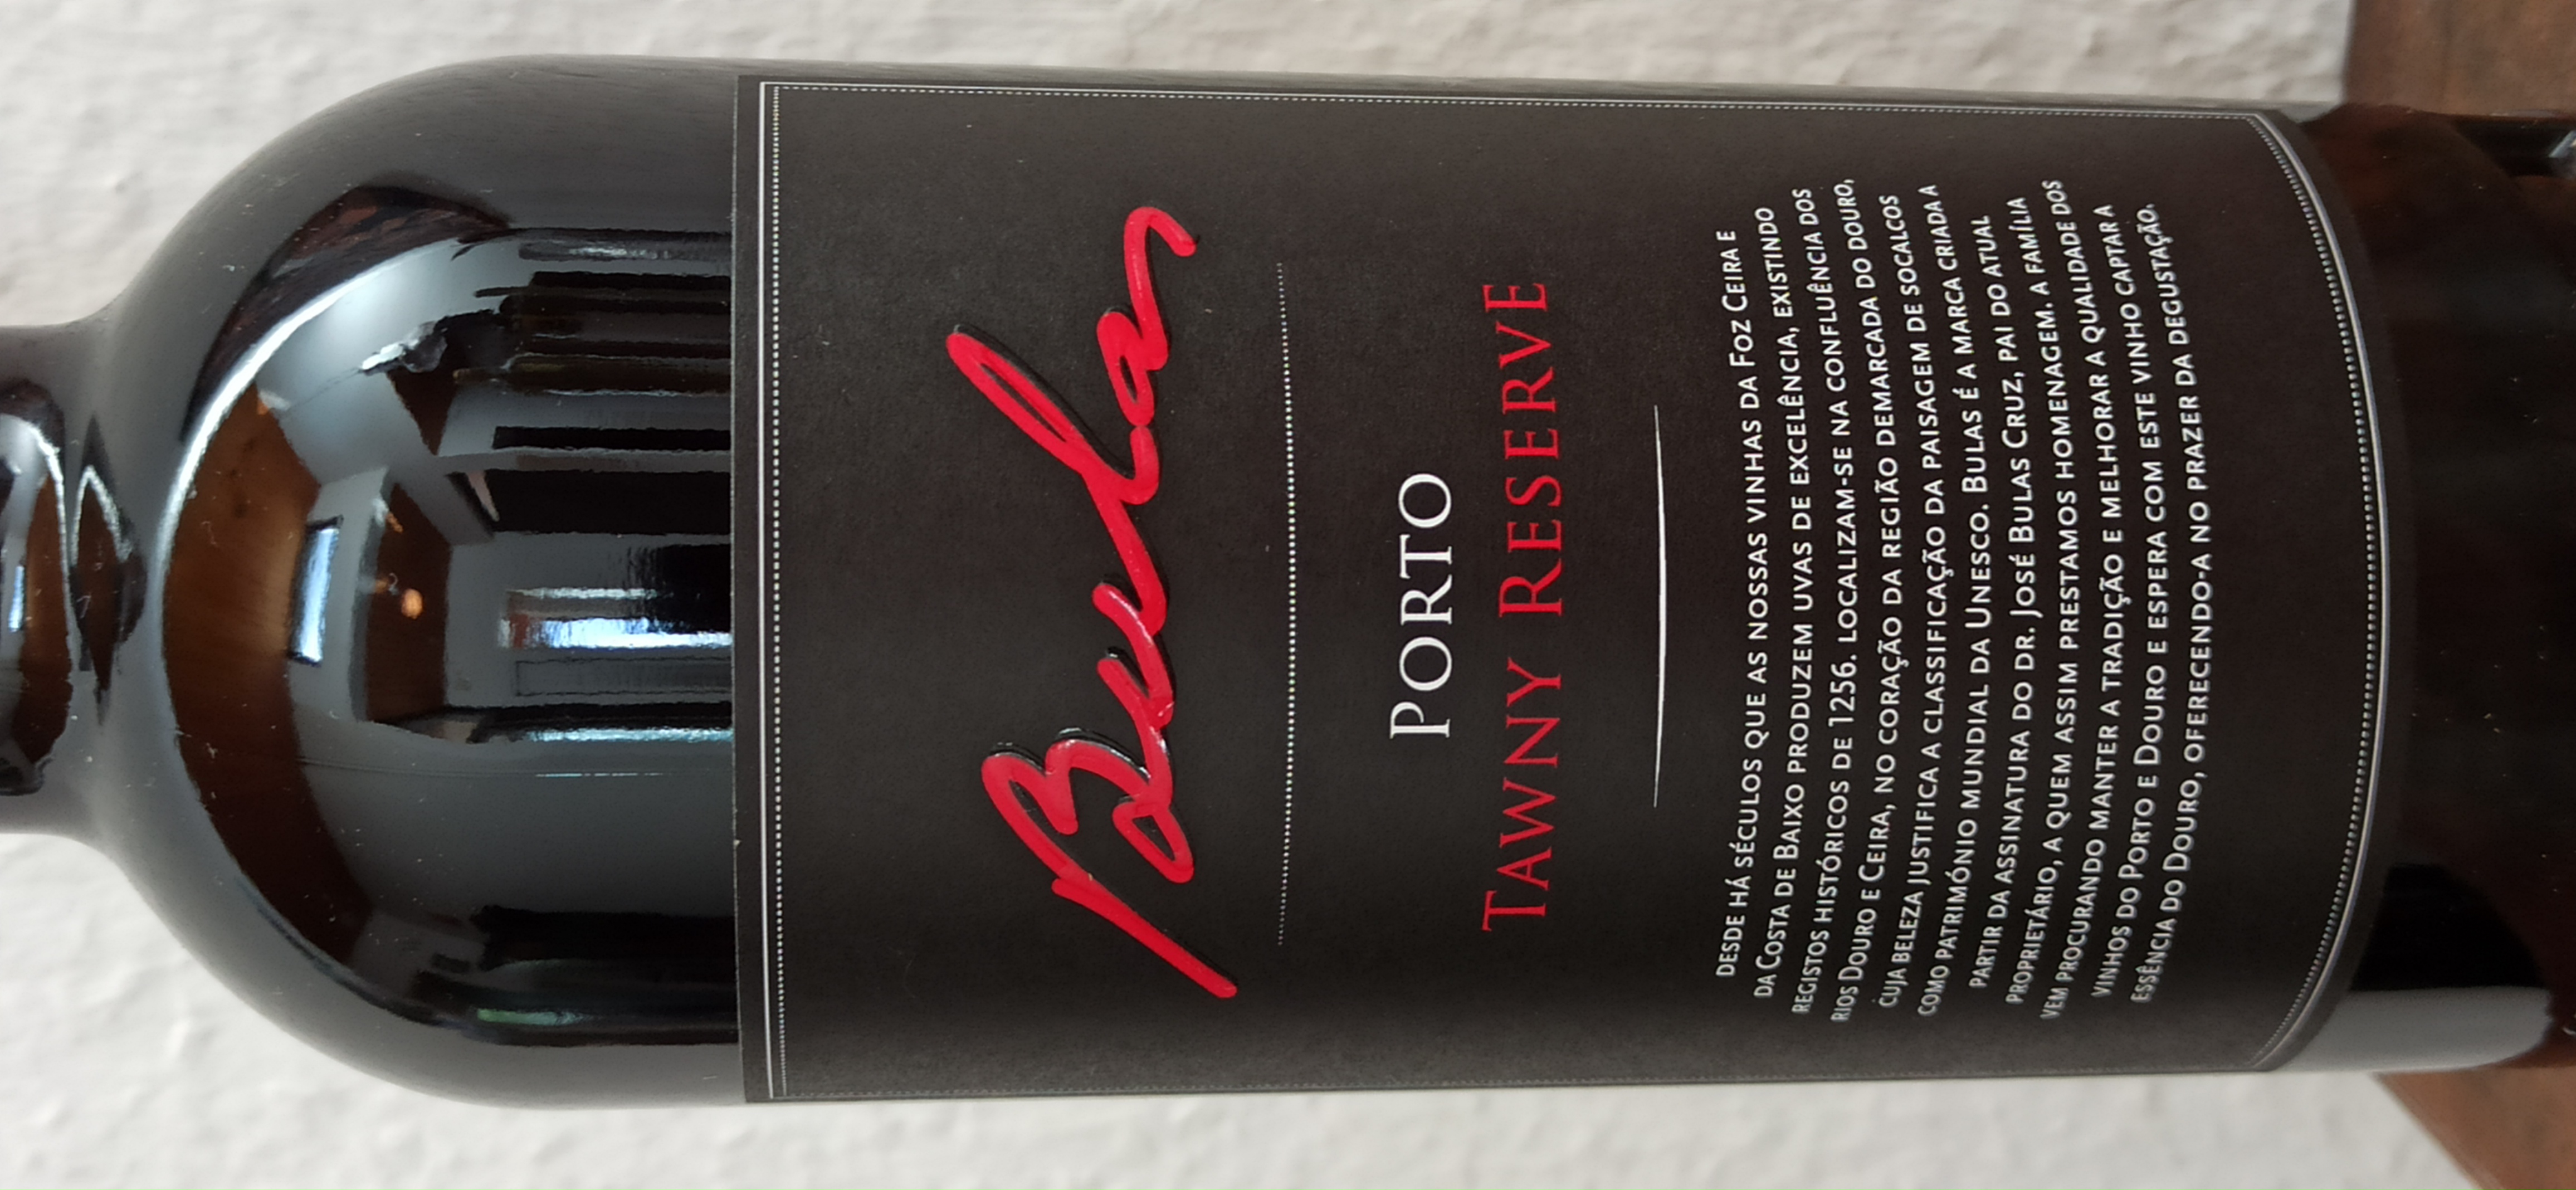 Bulas
PORTO
TAWNY RESERVE
DESDE HÁ SÉCULOS QUE AS NOSSAS VINHAS DA FOZ CEIRA E
DA COSTA DE BAIXO PRODUZEM UVAS DE EXCELÊNCIA, EXISTINDO
REGISTOS HISTÓRICOS DE 1256. LOCALIZAM-SE NA CONFLUÊNCIA DOS
RIOS DOURO E CEIRA, NO CORAÇÃO DA REGIÃO DEMARCADA DO DOURO,
CUJA BELEZA JUSTIFICA A CLASSIFICAÇÃO DA PAISAGEM DE SOCALCOS
COMO PATRIMÓNIO MUNDIAL DA UNESCO. BULAS É A MARCA CRIADA A
PARTIR DA ASSINATURA DO DR. JOSÉ BULAS CRUZ, PAI DO ATUAL
PROPRIETÁRIO, A QUEM ASSIM PRESTAMOS HOMENAGEM. A FAMÍLIA
VEM PROCURANDO MANTER A TRADIÇÃO E MELHORAR A QUALIDADE DOS
VINHOS DO PORTO E DOURO E ESPERA COM ESTE VINHO CAPTAR A
ESSÊNCIA DO DOURO, OFERECENDO-A NO PRAZER DA DEGUSTAÇÃO.